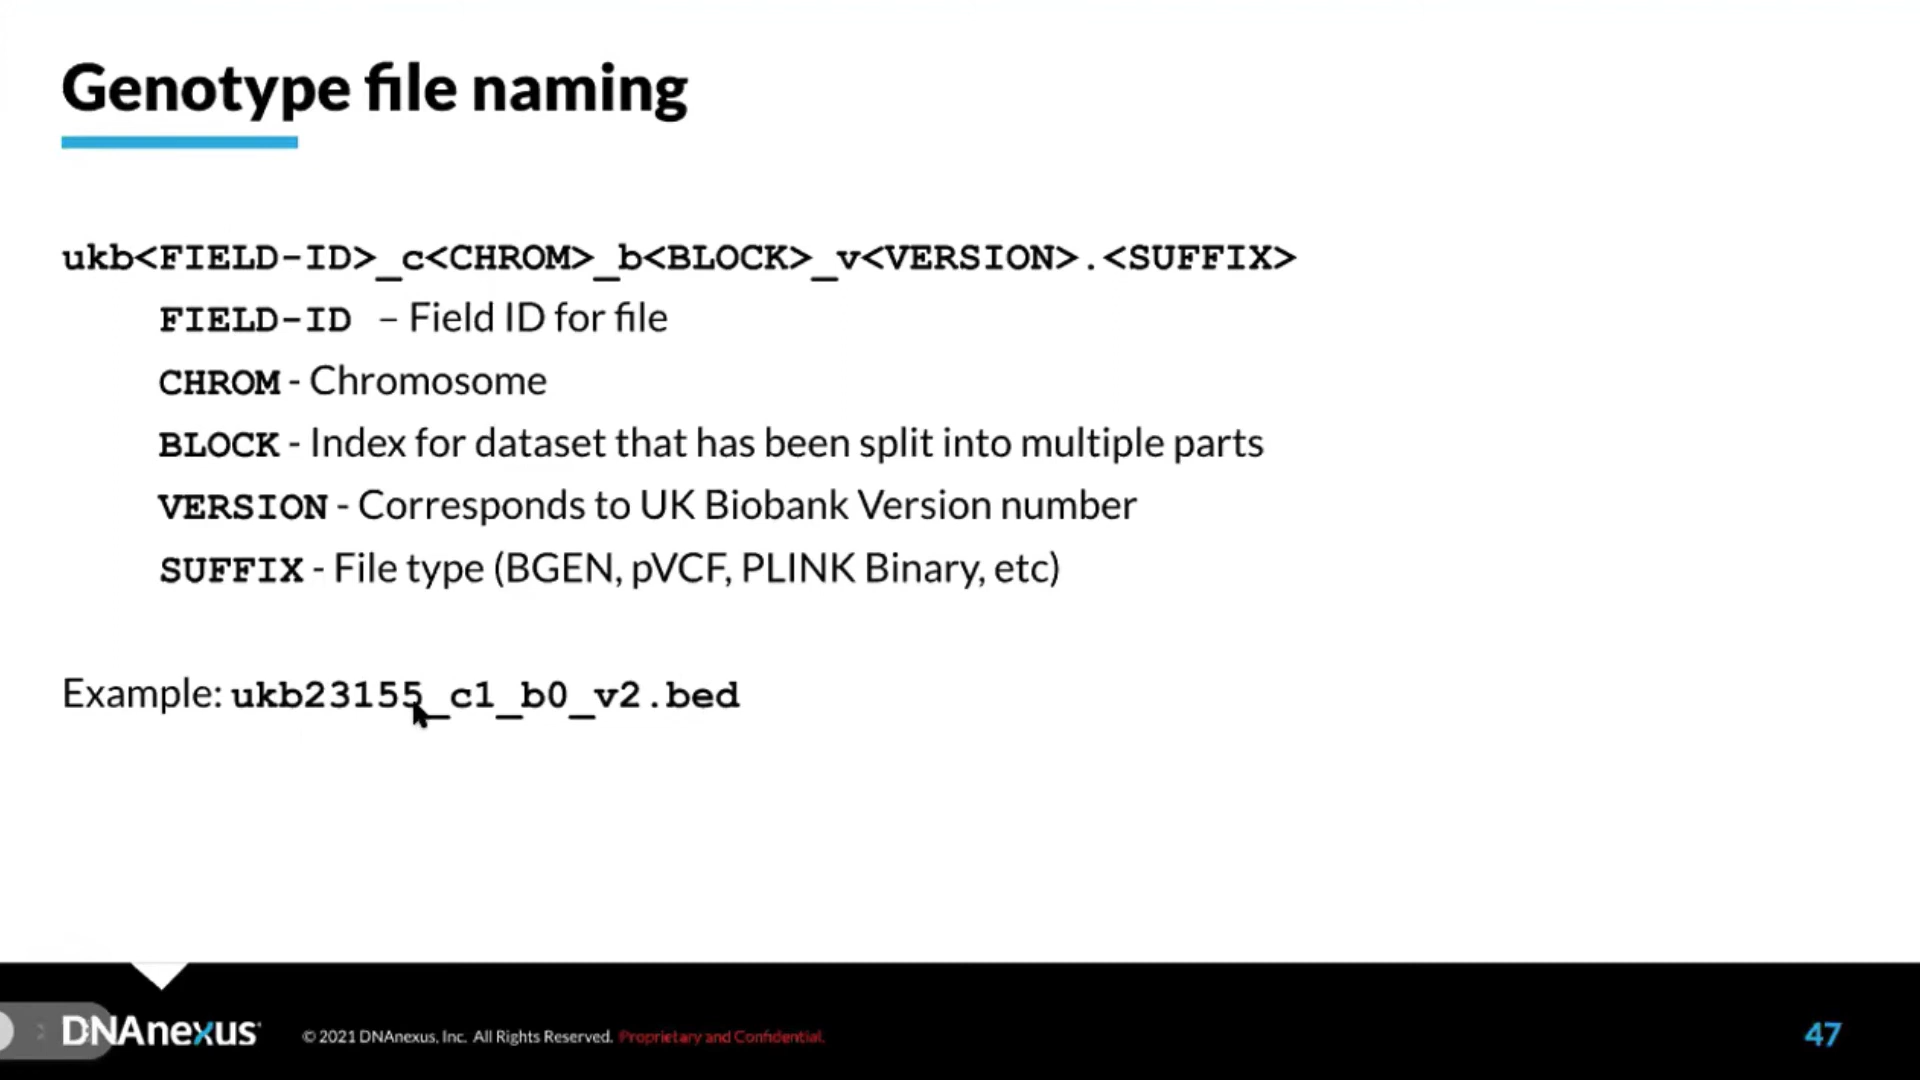 Genotype file naming
ukb<FIELD-ID>_c<CHROM>_b<BLOCK>_v<VERSION>.<SUFFIX>
FIELD-ID – Field ID for file
CHROM - Chromosome
BLOCK - Index for dataset that has been split into multiple parts
VERSION - Corresponds to UK Biobank Version number
SUFFIX - File type (BGEN, pVCF, PLINK Binary, etc)
Example: ukb23155_c1_b0_v2.bed
DNAnexus © 2021 DNAnexus, Inc. All Rights Reserved. Proprietary and Confidential. 47